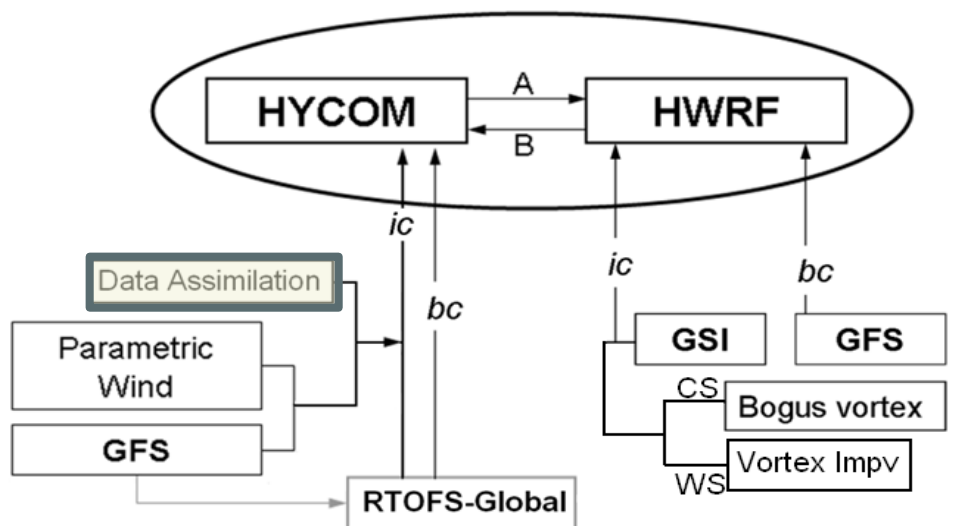 HYCOM
A
HWRF
B
ic
ic
bc
Data Assimilation
bc
Parametric
Wind
GSI
GFS
CS
Bogus vortex
GFS
Vortex Impv
WS
RTOFS-Global